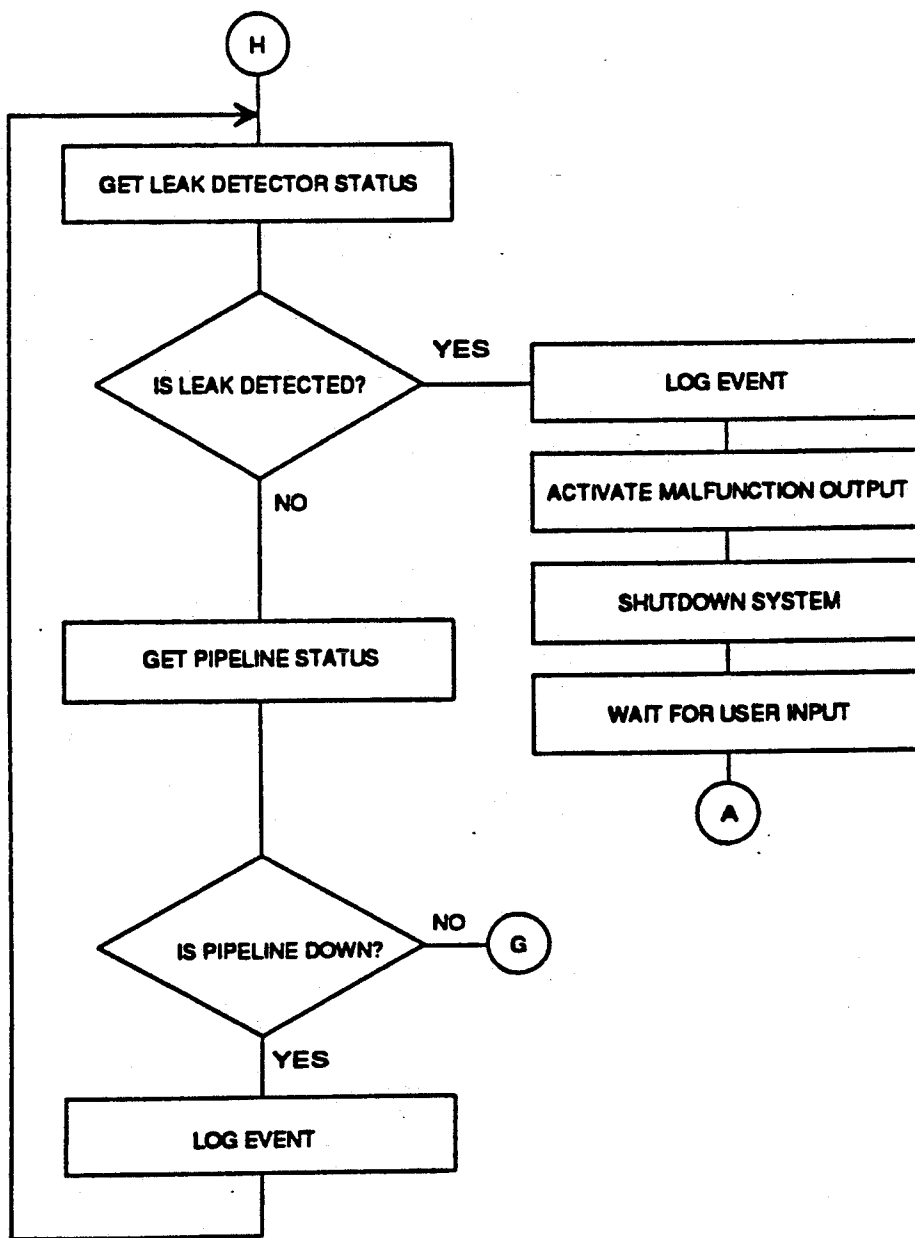 H
GET LEAK DETECTOR STATUS
IS LEAK DETECTED?
YES
LOG EVENT
ACTIVATE MALFUNCTION OUTPUT
NO
SHUTDOWN SYSTEM
GET PIPELINE STATUS
WAIT FOR USER INPUT
A
IS PIPELINE DOWN?
NO
G
YES
LOG EVENT